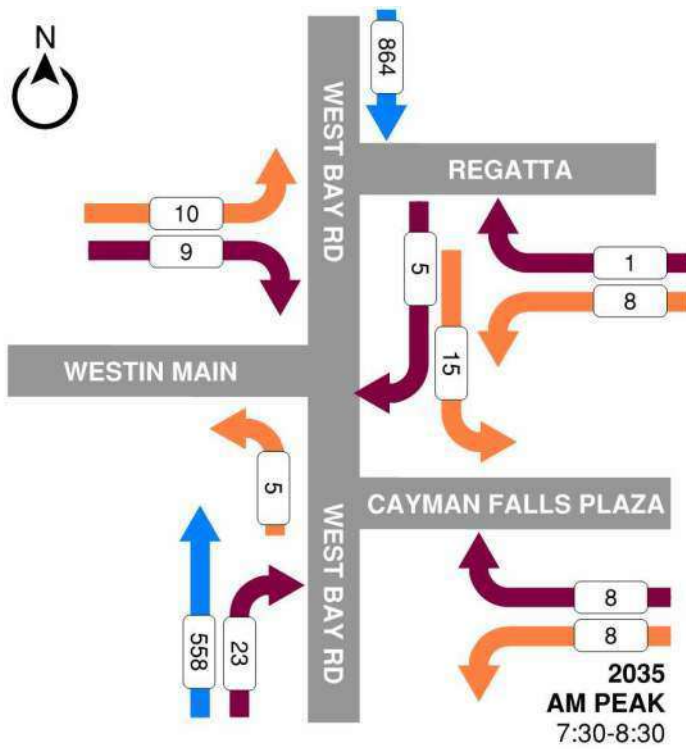 N
864
WEST BAY RD
REGATTA
10
9
5
1
8
15
WESTIN MAIN
5
CAYMAN FALLS PLAZA
WEST BAY RD
558
23
8
8
2035
AM PEAK
7:30-8:30